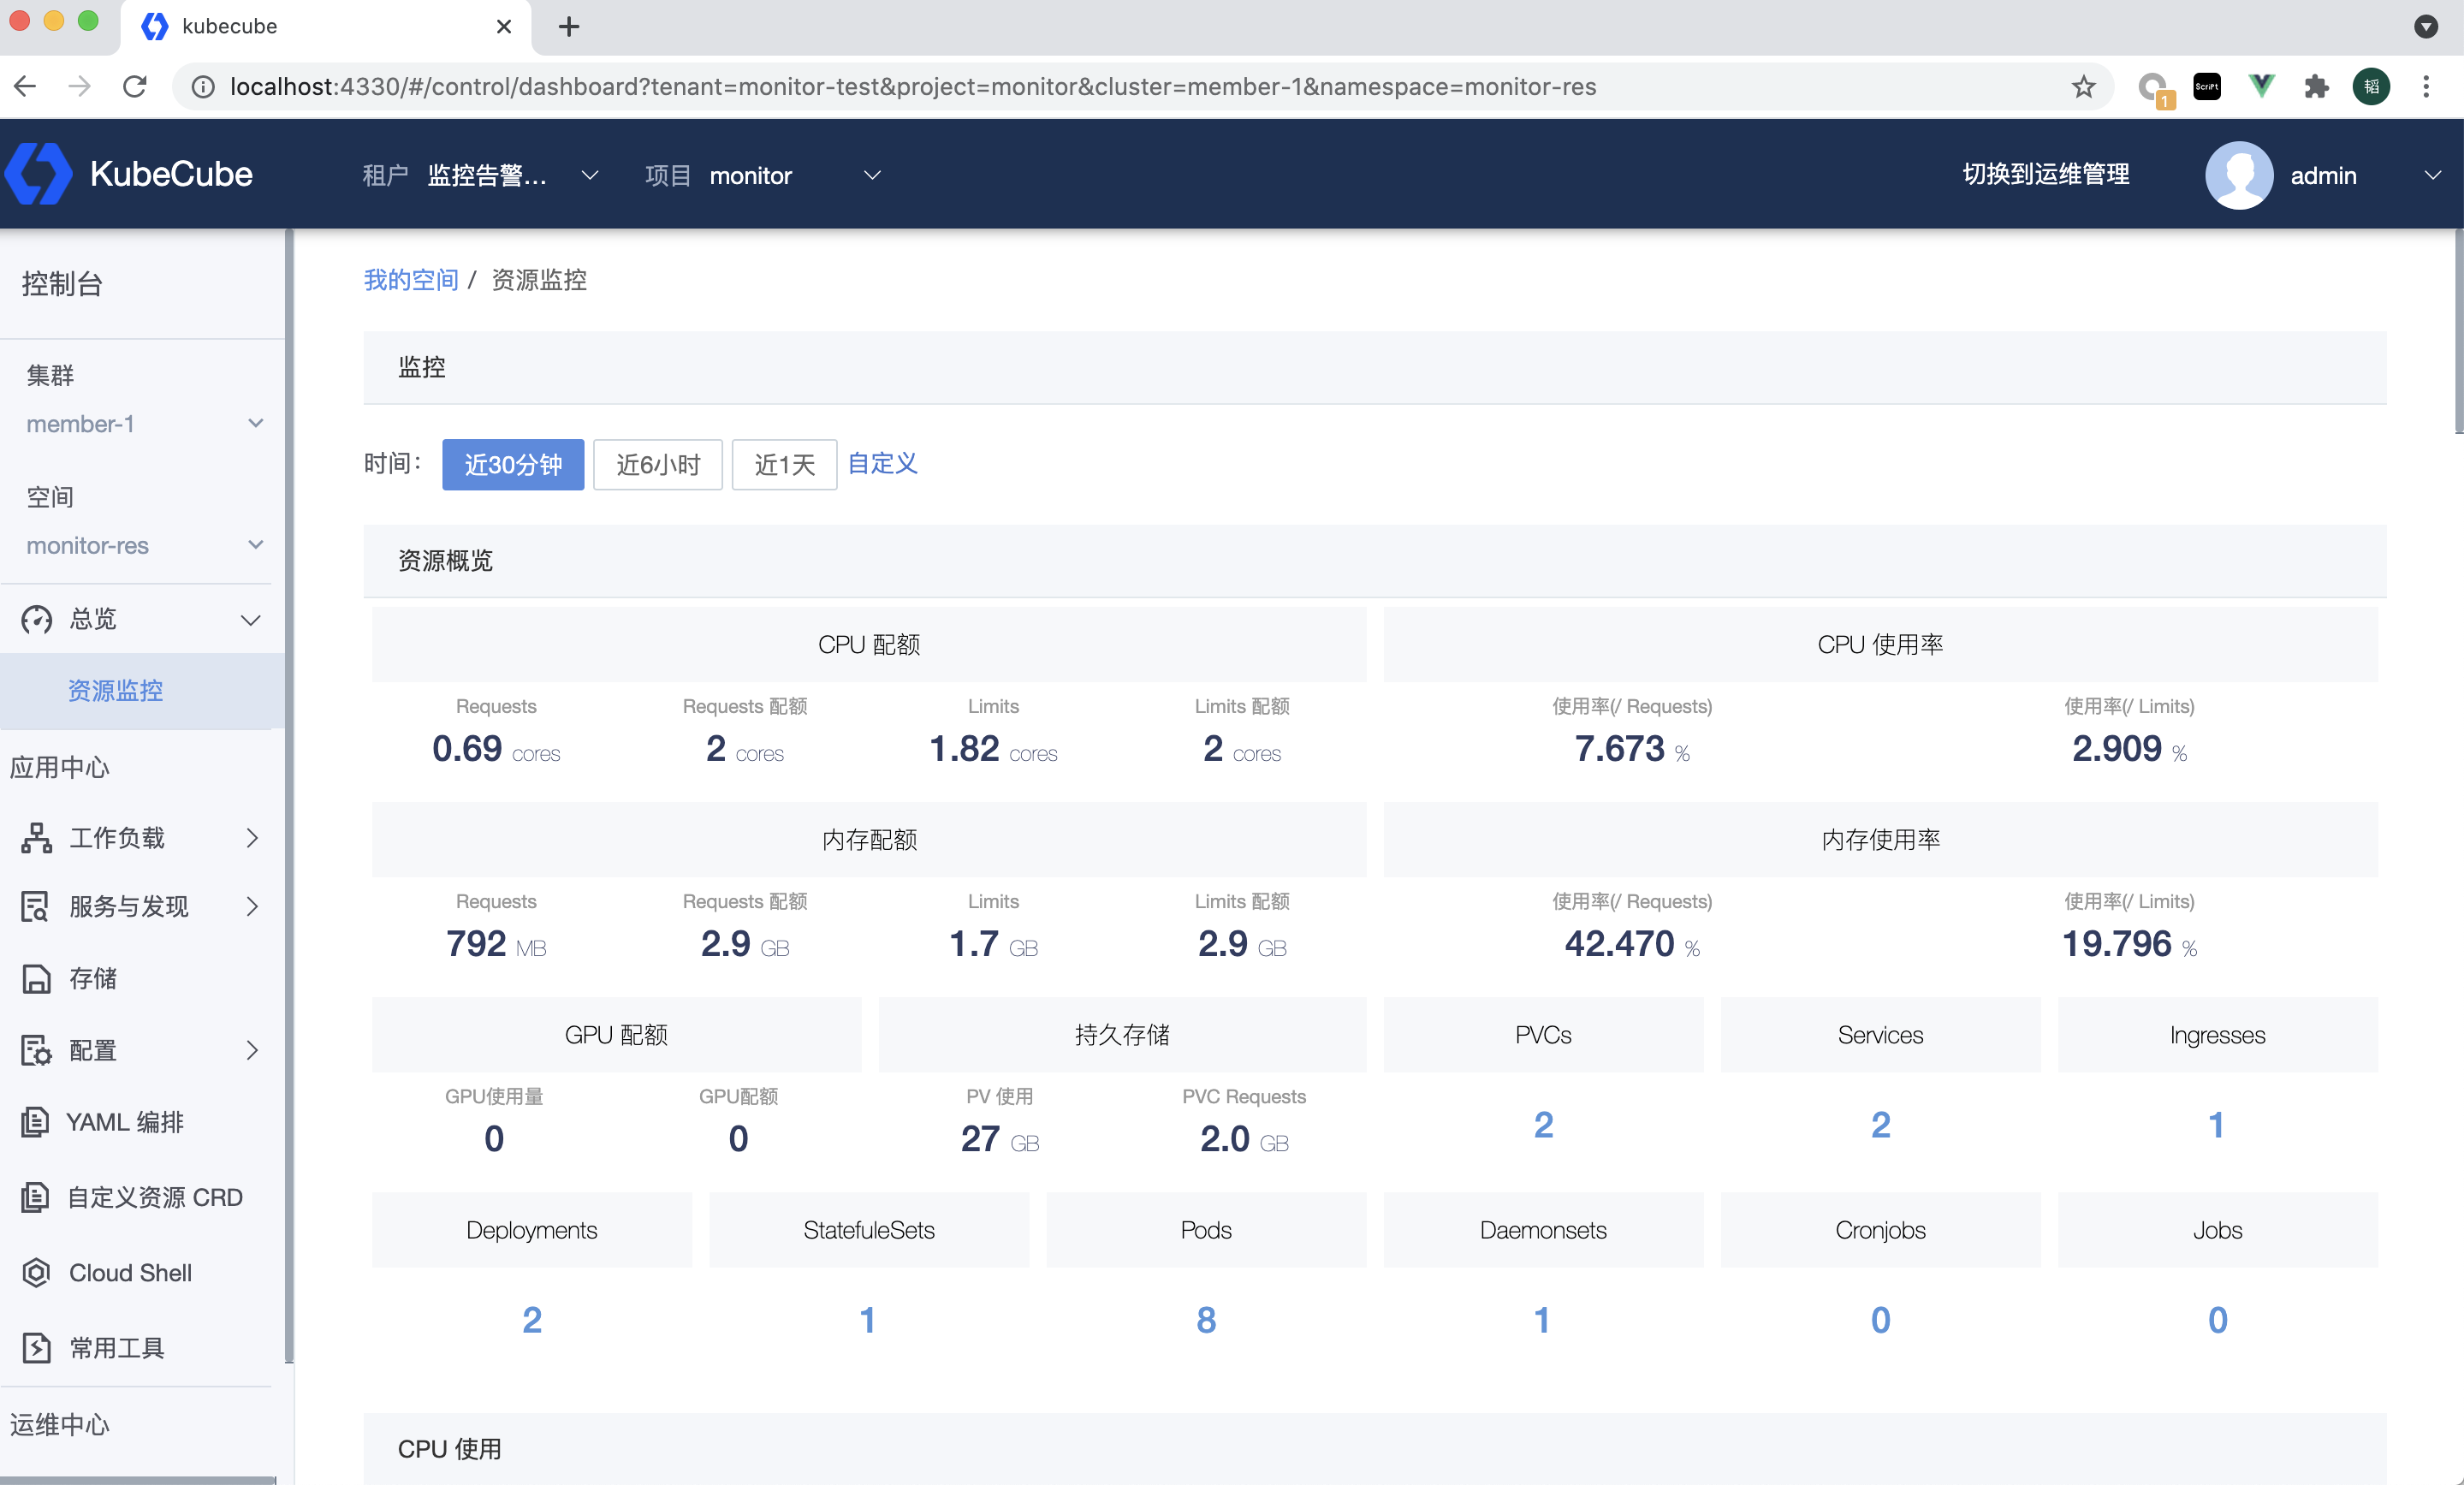 kubecube
localhost:4330/#/control/dashboard?tenant=monitor-test&project=monitor&cluster=member-1&namespace=monitor-res
1
Script
韬
KubeCube
租户 监控告警... 项目 monitor
切换到运维管理 admin
控制台
集群
member-1
空间
monitor-res
总览
资源监控
应用中心
工作负载
服务与发现
存储
配置
YAML 编排
自定义资源 CRD
Cloud Shell
常用工具
运维中心
我的空间 / 资源监控
监控
时间： 近30分钟 近6小时 近1天 自定义
资源概览
CPU 配额 CPU 使用率
Requests Requests 配额 Limits Limits 配额 使用率(/ Requests) 使用率(/ Limits)
0.69 cores 2 cores 1.82 cores 2 cores 7.673 % 2.909 %
内存配额 内存使用率
Requests Requests 配额 Limits Limits 配额 使用率(/ Requests) 使用率(/ Limits)
792 MB 2.9 GB 1.7 GB 2.9 GB 42.470 % 19.796 %
GPU 配额 持久存储 PVCs Services Ingresses
GPU使用量 GPU配额 PV 使用 PVC Requests
0 0 27 GB 2.0 GB 2 2 1
Deployments StatefuleSets Pods Daemonsets Cronjobs Jobs
2 1 8 1 0 0
CPU 使用